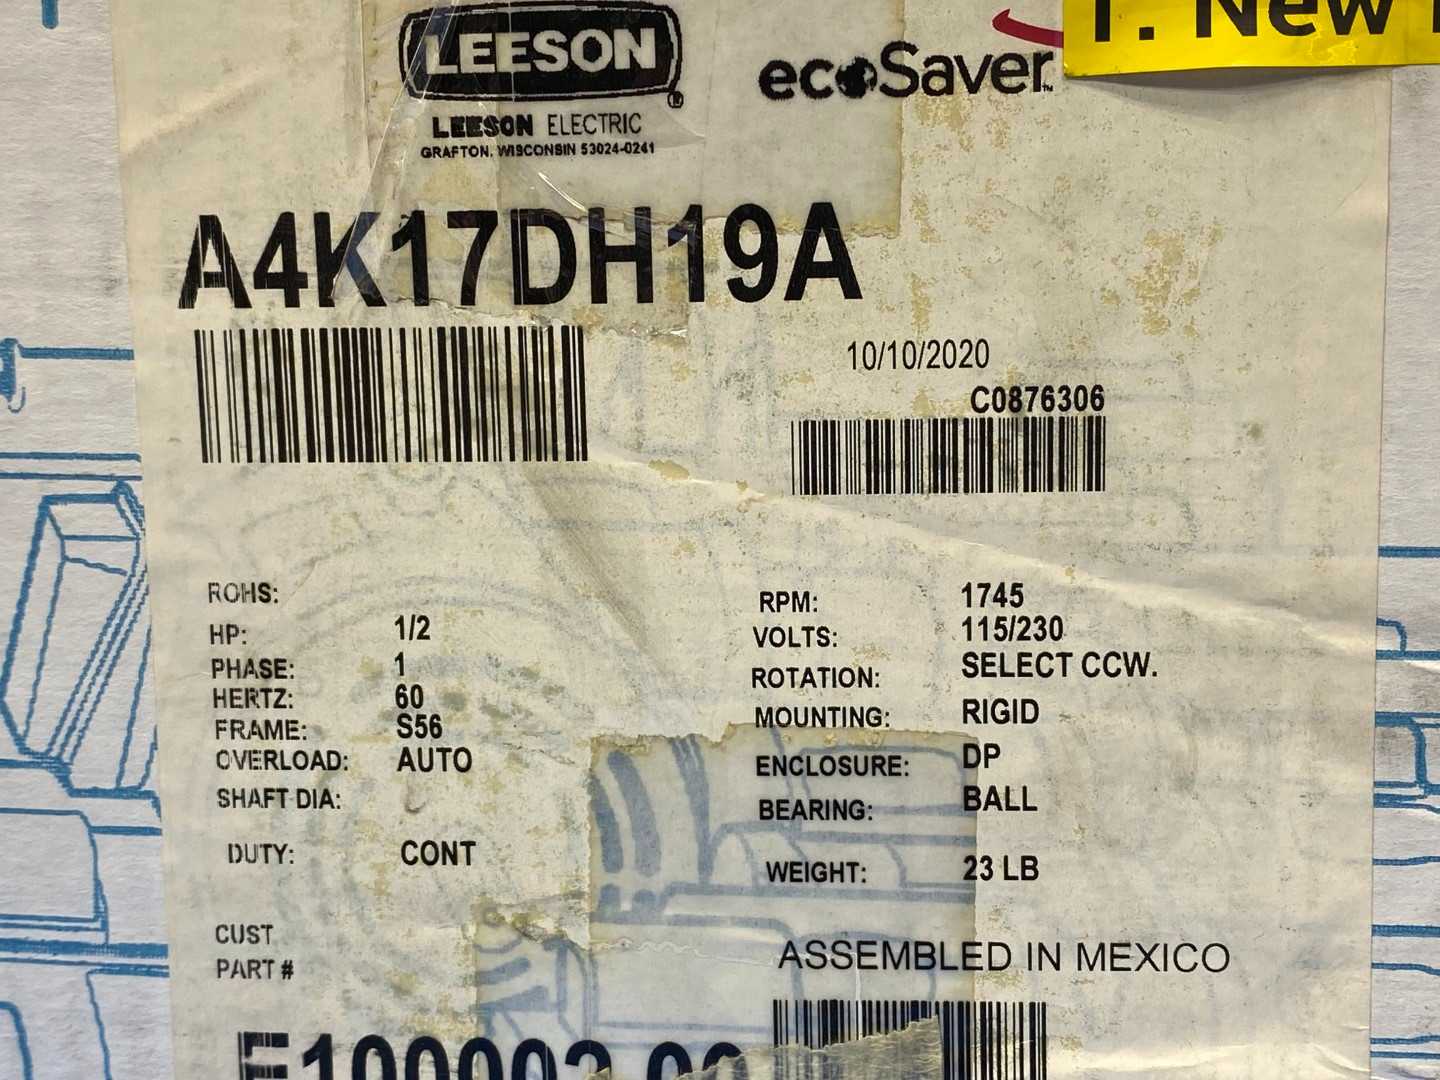 1. New
LEESON
®
ecoSaver™
LEESON ELECTRIC
GRAFTON, WISCONSIN 53024-0241
A4K17DH19A
10/10/2020
C0876306
ROHS:
HP: 1/2
PHASE: 1
HERTZ: 60
FRAME: S56
OVERLOAD: AUTO
SHAFT DIA:
DUTY: CONT
RPM: 1745
VOLTS: 115/230
ROTATION: SELECT CCW.
MOUNTING: RIGID
ENCLOSURE: DP
BEARING: BALL
WEIGHT: 23 LB
CUST
PART #
ASSEMBLED IN MEXICO